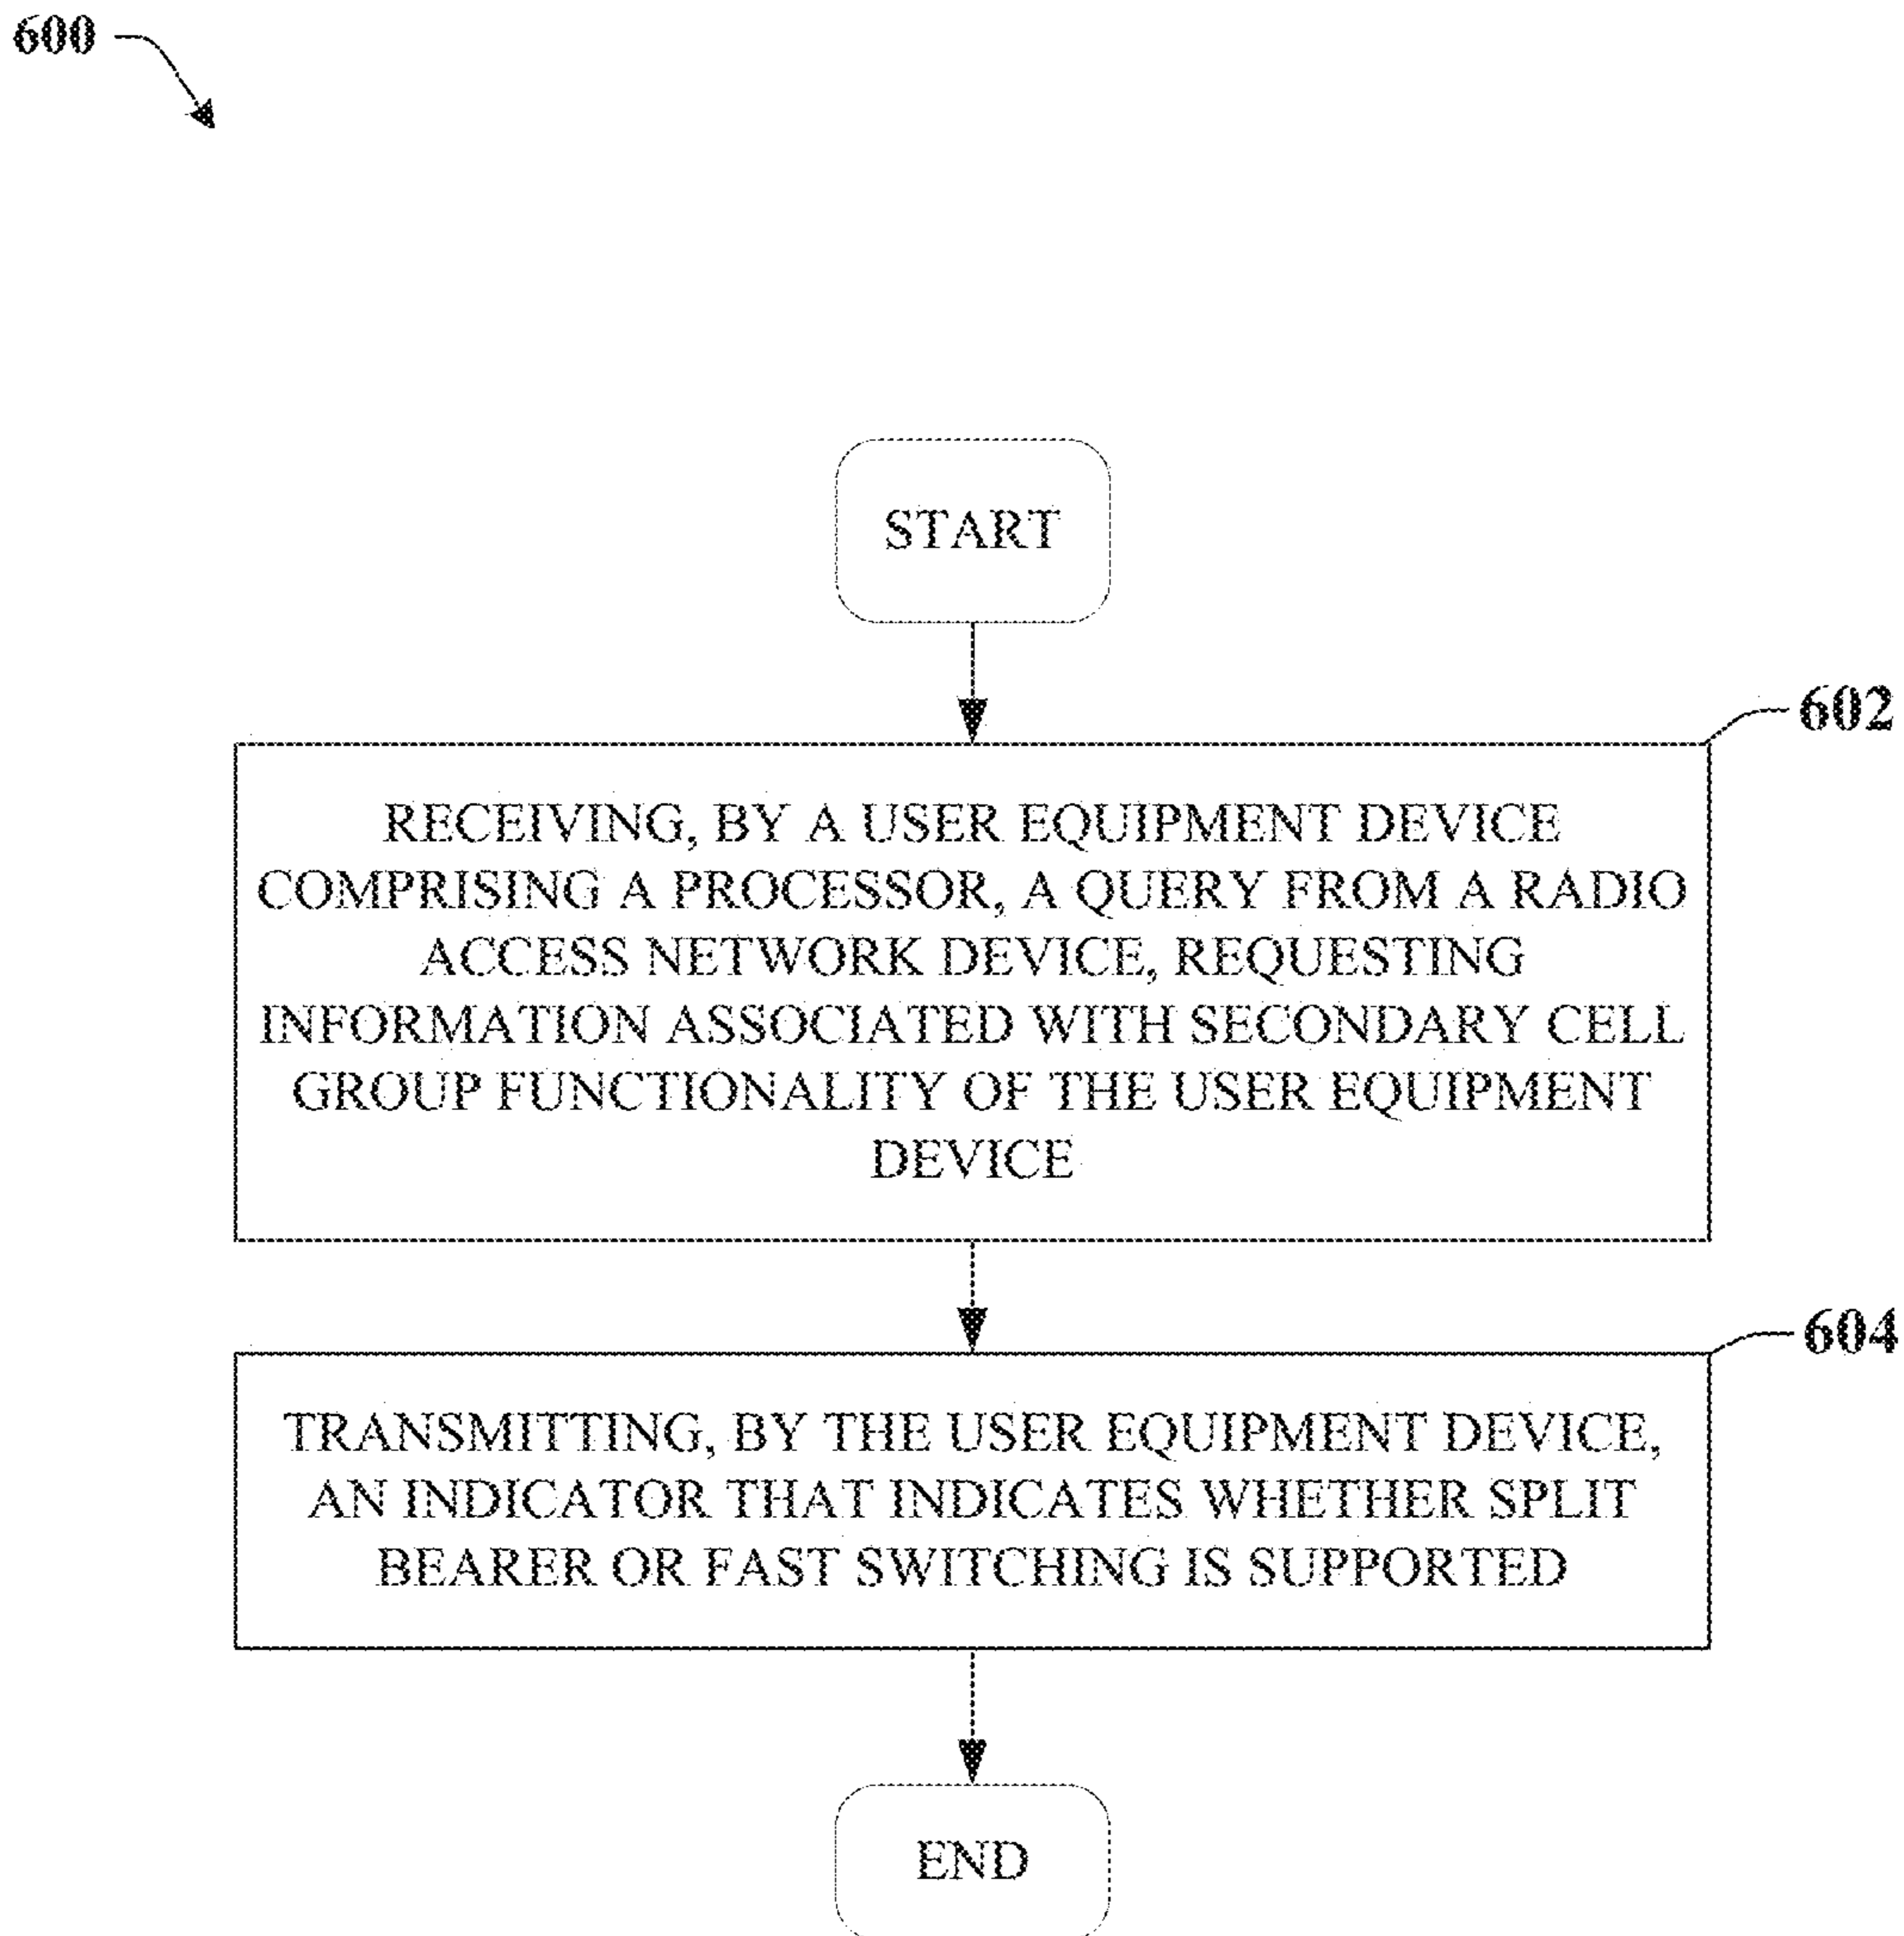 600
START
602
RECEIVING, BY A USER EQUIPMENT DEVICE
COMPRISING A PROCESSOR, A QUERY FROM A RADIO
ACCESS NETWORK DEVICE, REQUESTING
INFORMATION ASSOCIATED WITH SECONDARY CELL
GROUP FUNCTIONALITY OF THE USER EQUIPMENT
DEVICE
604
TRANSMITTING, BY THE USER EQUIPMENT DEVICE,
AN INDICATOR THAT INDICATES WHETHER SPLIT
BEARER OR FAST SWITCHING IS SUPPORTED
END